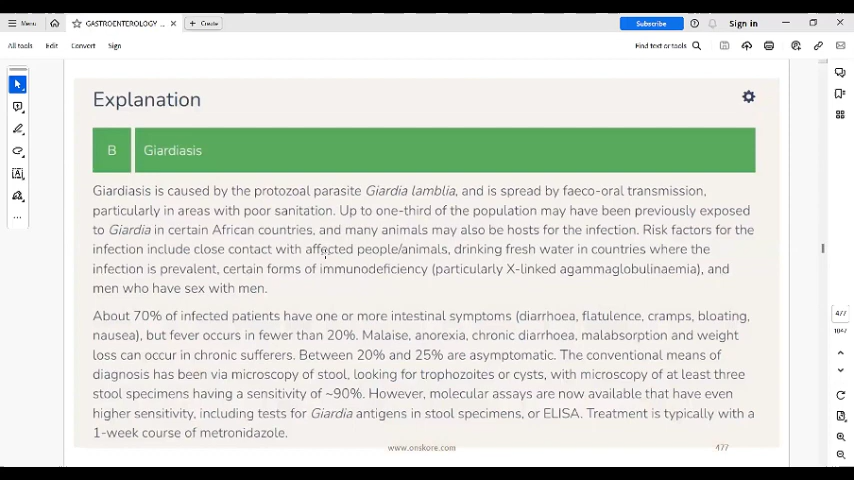 Menu
GASTROENTEROLOGY ...
Create
Subscribe
Sign in
All tools
Edit
Convert
Sign
Find text or tools
Explanation
B
Giardiasis
Giardiasis is caused by the protozoal parasite Giardia lamblia, and is spread by faeco-oral transmission,
particularly in areas with poor sanitation. Up to one-third of the population may have been previously exposed
to Giardia in certain African countries, and many animals may also be hosts for the infection. Risk factors for the
infection include close contact with affected people/animals, drinking fresh water in countries where the
infection is prevalent, certain forms of immunodeficiency (particularly X-linked agammaglobulinaemia), and
men who have sex with men.
About 70% of infected patients have one or more intestinal symptoms (diarrhoea, flatulence, cramps, bloating,
nausea), but fever occurs in fewer than 20%. Malaise, anorexia, chronic diarrhoea, malabsorption and weight
loss can occur in chronic sufferers. Between 20% and 25% are asymptomatic. The conventional means of
diagnosis has been via microscopy of stool, looking for trophozoites or cysts, with microscopy of at least three
stool specimens having a sensitivity of ~90%. However, molecular assays are now available that have even
higher sensitivity, including tests for Giardia antigens in stool specimens, or ELISA. Treatment is typically with a
1-week course of metronidazole.
www.onskore.com
477
477